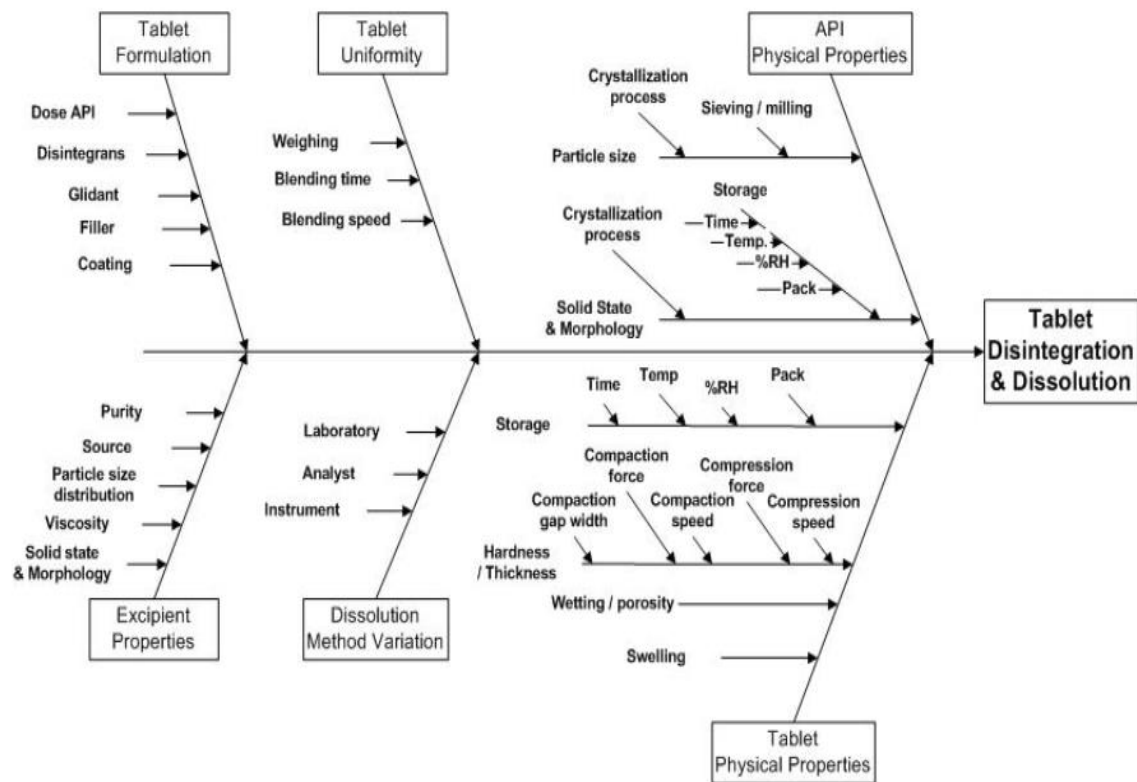 Tablet
Formulation
Tablet
Uniformity
API
Physical Properties
Dose API
Disintegrans
Glidant
Filler
Coating
Weighing
Blending time
Blending speed
Crystallization
process
Sieving / milling
Particle size
Storage
Time
Temp.
%RH
Pack
Crystallization
process
Solid State
& Morphology
Tablet
Disintegration
& Dissolution
Purity
Source
Particle size
distribution
Viscosity
Solid state
& Morphology
Excipient
Properties
Laboratory
Analyst
Instrument
Dissolution
Method Variation
Time
Temp
%RH
Pack
Storage
Compaction
force
Compression
force
Compaction
gap width
Compaction
speed
Compression
speed
Hardness
/ Thickness
Wetting / porosity
Swelling
Tablet
Physical Properties